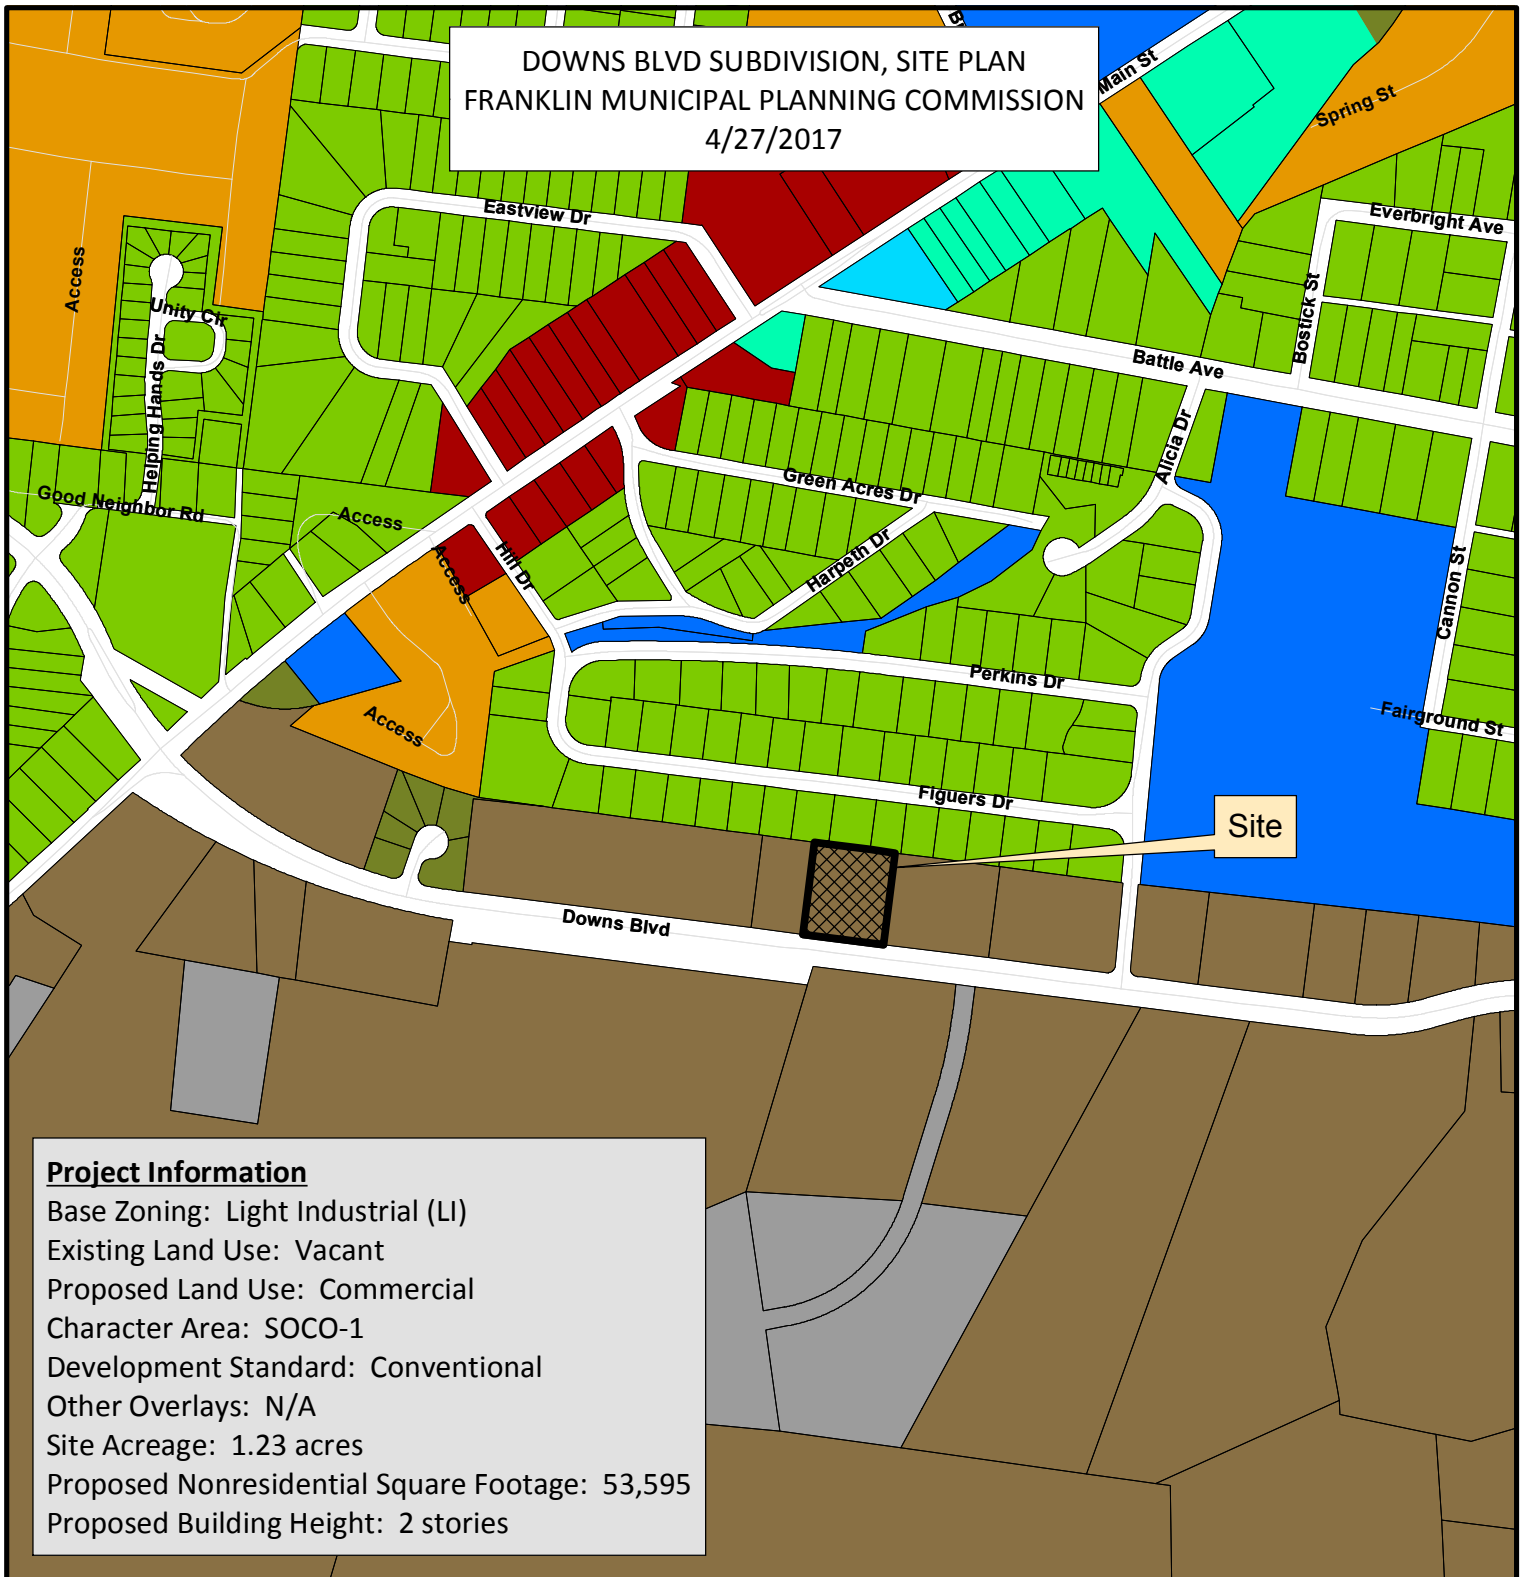 DOWNS BLVD SUBDIVISION, SITE PLAN
FRANKLIN MUNICIPAL PLANNING COMMISSION
4/27/2017
Main St
Spring St
Everbright Ave
Eastview Dr
Access
Unity Cir
Bostick St
Battle Ave
Helping Hands Dr
Alicia Dr
Green Acres Dr
Good Neighbor Rd
Access
Access
Hill Dr
Harpeth Dr
Cannon St
Perkins Dr
Fairground St
Access
Figuers Dr
Site
Downs Blvd
Project Information
Base Zoning: Light Industrial (LI)
Existing Land Use: Vacant
Proposed Land Use: Commercial
Character Area: SOCO-1
Development Standard: Conventional
Other Overlays: N/A
Site Acreage: 1.23 acres
Proposed Nonresidential Square Footage: 53,595
Proposed Building Height: 2 stories